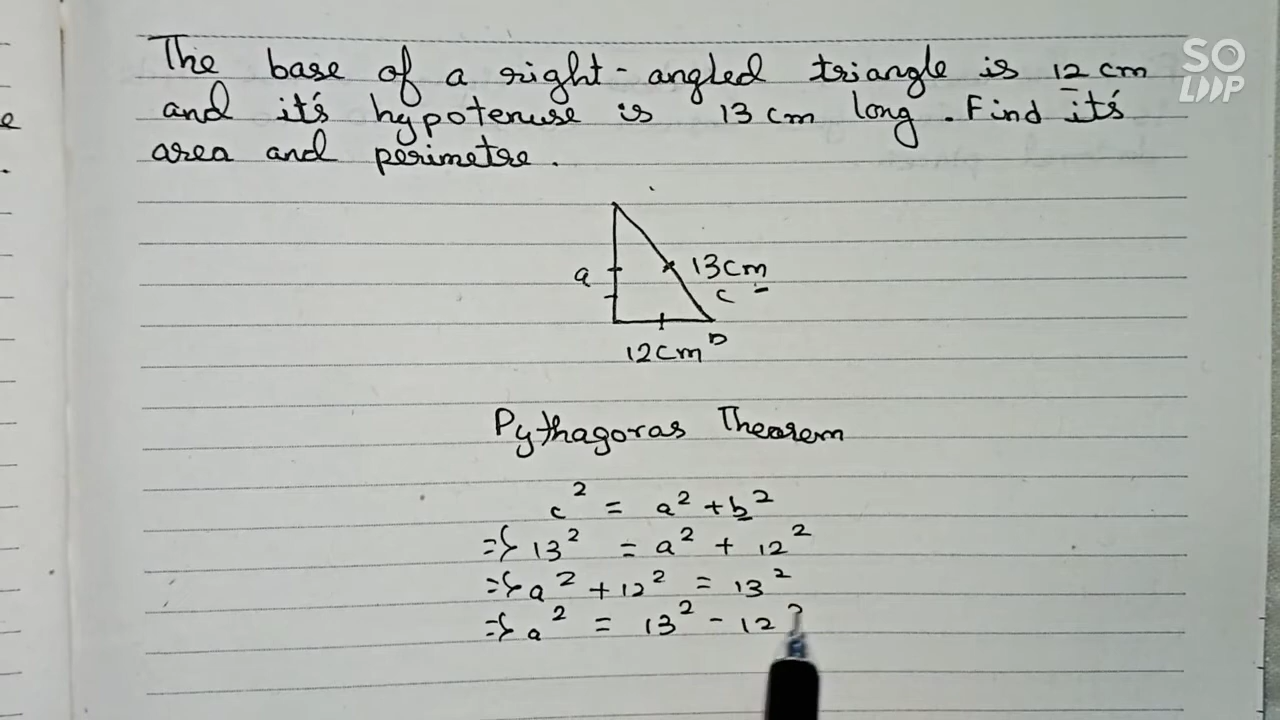 The base of a right-angled triangle is 12 cm
and it's hypotenuse is 13 cm long. Find it's
area and perimetre.
a
13cm
c
12cm
b
Pythagoras Theorem
c² = a² + b²
⇒ 13² = a² + 12²
⇒ a² + 12² = 13²
⇒ a² = 13² - 12²
SO
LOOP
e